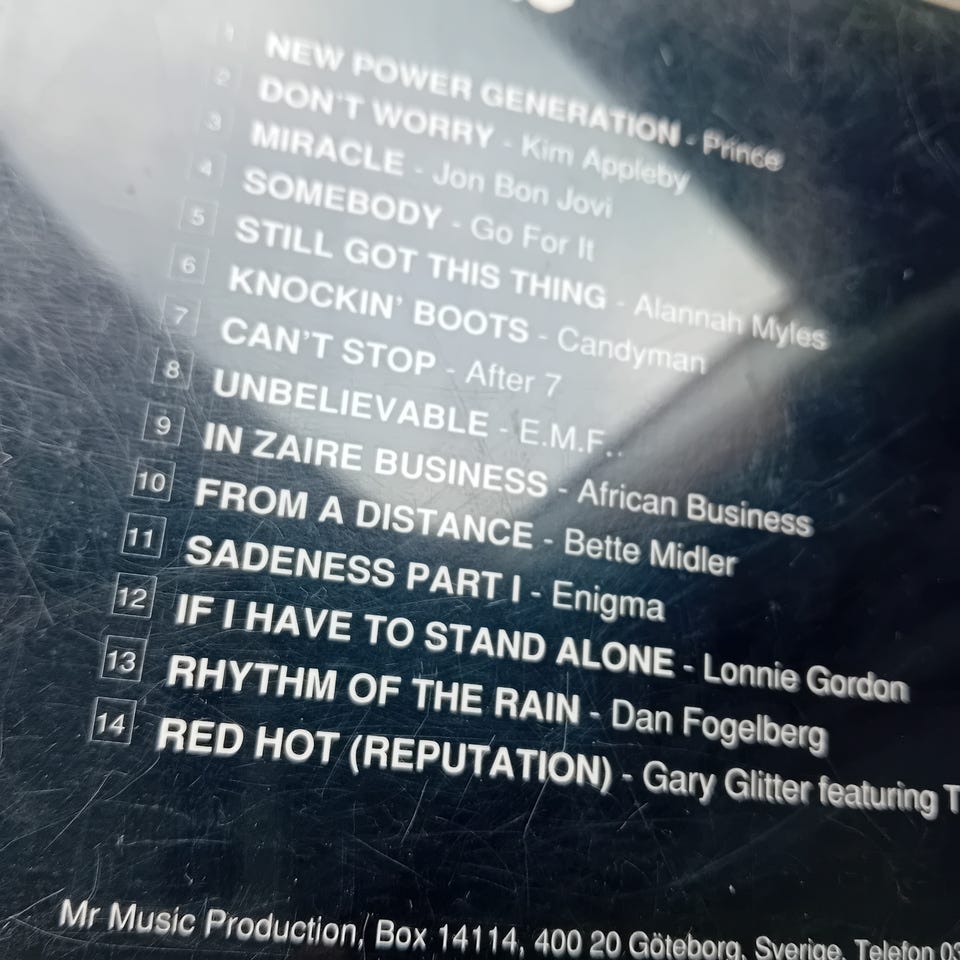 1 NEW POWER GENERATION - Prince
2 DON'T WORRY - Kim Appleby
3 MIRACLE - Jon Bon Jovi
4 SOMEBODY - Go For It
5 STILL GOT THIS THING - Alannah Myles
6 KNOCKIN' BOOTS - Candyman
7 CAN'T STOP - After 7
8 UNBELIEVABLE - E.M.F..
9 IN ZAIRE BUSINESS - African Business
10 FROM A DISTANCE - Bette Midler
11 SADENESS PART I - Enigma
12 IF I HAVE TO STAND ALONE - Lonnie Gordon
13 RHYTHM OF THE RAIN - Dan Fogelberg
14 RED HOT (REPUTATION) - Gary Glitter featuring T
Mr Music Production, Box 14114, 400 20 Göteborg, Sverige. Telefon 03